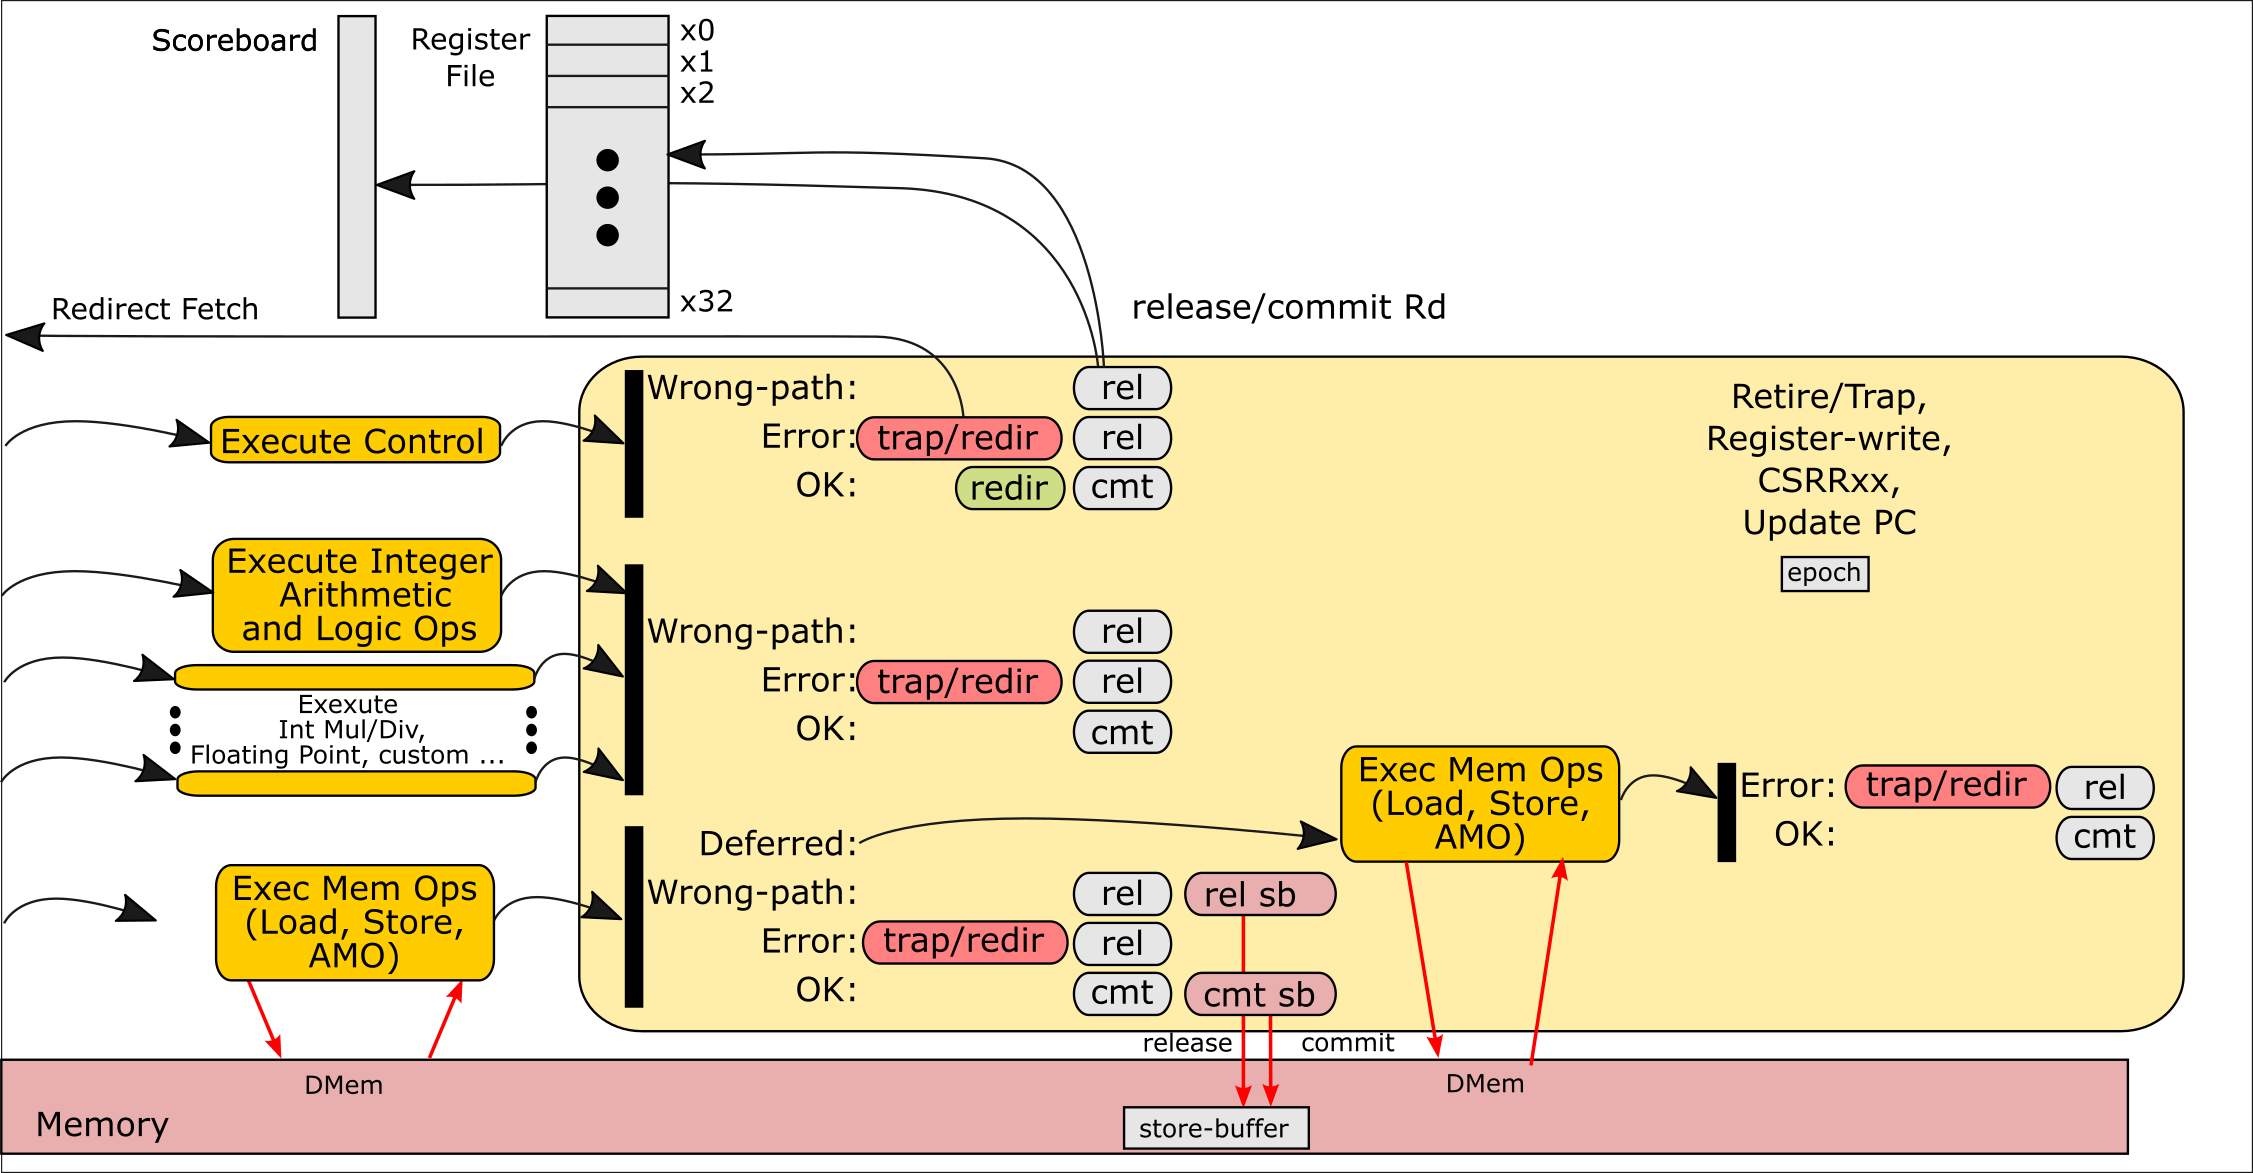 Scoreboard
Register
File
x0
x1
x2
x32
Redirect Fetch
release/commit Rd
Execute Control
Wrong-path: rel
Error: trap/redir rel
OK: redir cmt
Retire/Trap,
Register-write,
CSRRxx,
Update PC
epoch
Execute Integer
Arithmetic
and Logic Ops
Exexute
Int Mul/Div,
Floating Point, custom ...
Wrong-path: rel
Error: trap/redir rel
OK: cmt
Exec Mem Ops
(Load, Store,
AMO)
Error: trap/redir rel
OK: cmt
Exec Mem Ops
(Load, Store,
AMO)
Deferred:
Wrong-path: rel rel sb
Error: trap/redir rel
OK: cmt cmt sb
release commit
DMem
DMem
Memory
store-buffer